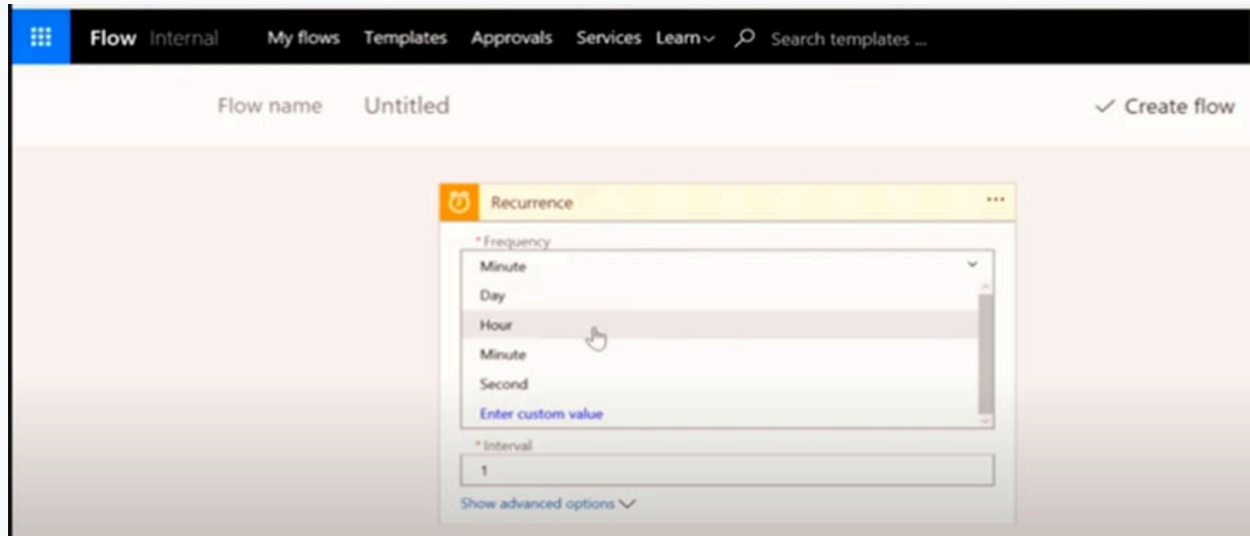 Flow Internal My flows Templates Approvals Services Learn Search templates ...
Flow name Untitled Create flow
Recurrence
* Frequency
Minute
Day
Hour
Minute
Second
Enter custom value
* Interval
1
Show advanced options